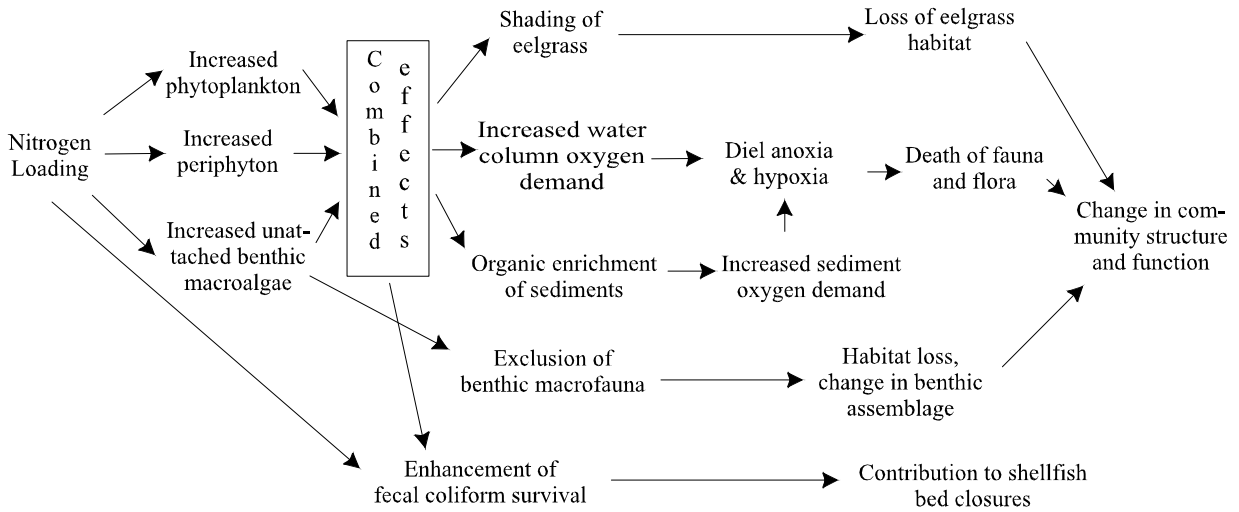 Shading of
eelgrass
Loss of eelgrass
habitat
Increased
phytoplankton
Combined
effects
Nitrogen
Loading
Increased
periphyton
Increased water
column oxygen
demand
Diel anoxia
& hypoxia
Death of fauna
and flora
Change in com-
munity structure
and function
Increased unat-
tached benthic
macroalgae
Organic enrichment
of sediments
Increased sediment
oxygen demand
Exclusion of
benthic macrofauna
Habitat loss,
change in benthic
assemblage
Enhancement of
fecal coliform survival
Contribution to shellfish
bed closures